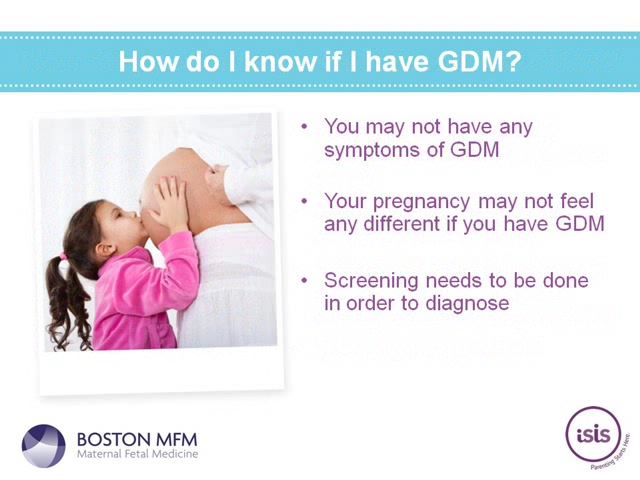 How do I know if I have GDM?
• You may not have any
symptoms of GDM
• Your pregnancy may not feel
any different if you have GDM
• Screening needs to be done
in order to diagnose
BOSTON MFM
Maternal Fetal Medicine
isis
Parenting Starts Here.